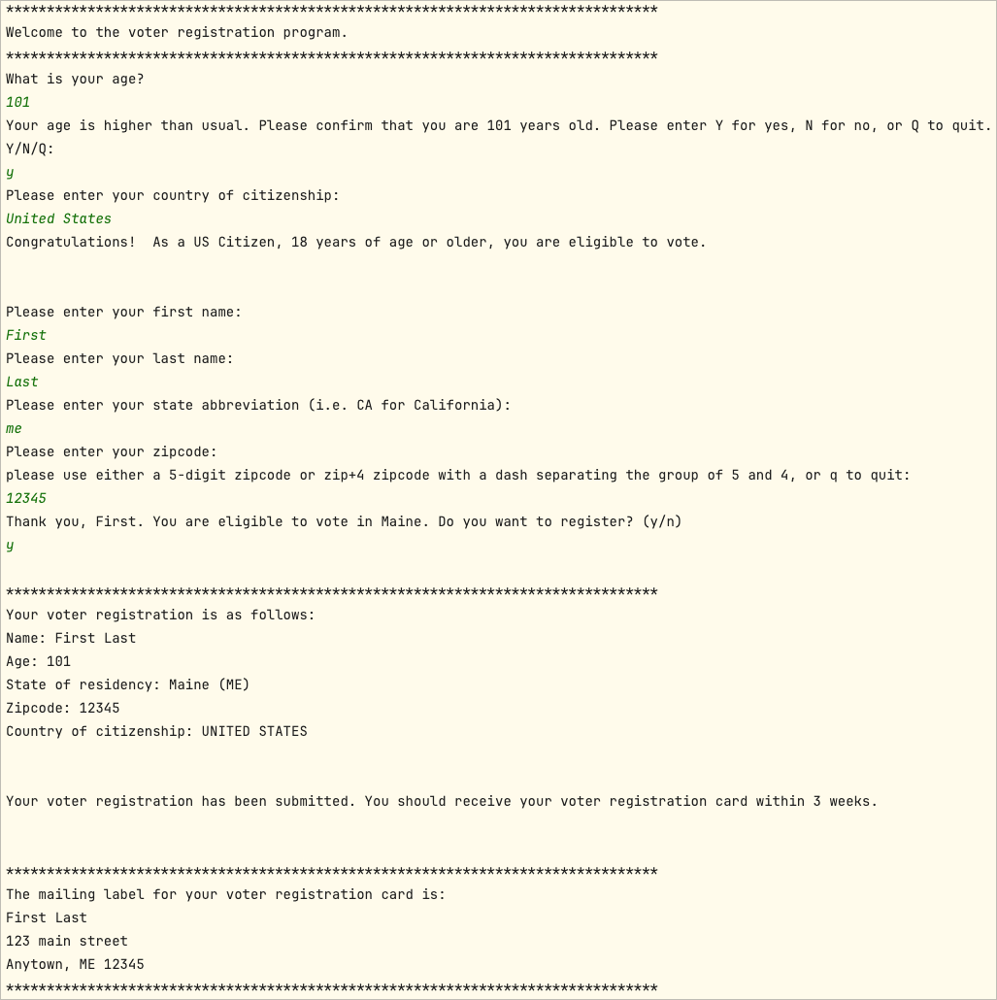 ********************************************************************************
Welcome to the voter registration program.
********************************************************************************
What is your age?
101
Your age is higher than usual. Please confirm that you are 101 years old. Please enter Y for yes, N for no, or Q to quit.
Y/N/Q:
y
Please enter your country of citizenship:
United States
Congratulations!  As a US Citizen, 18 years of age or older, you are eligible to vote.
Please enter your first name:
First
Please enter your last name:
Last
Please enter your state abbreviation (i.e. CA for California):
me
Please enter your zipcode:
please use either a 5-digit zipcode or zip+4 zipcode with a dash separating the group of 5 and 4, or q to quit:
12345
Thank you, First. You are eligible to vote in Maine. Do you want to register? (y/n)
y
********************************************************************************
Your voter registration is as follows:
Name: First Last
Age: 101
State of residency: Maine (ME)
Zipcode: 12345
Country of citizenship: UNITED STATES
Your voter registration has been submitted. You should receive your voter registration card within 3 weeks.
********************************************************************************
The mailing label for your voter registration card is:
First Last
123 main street
Anytown, ME 12345
********************************************************************************